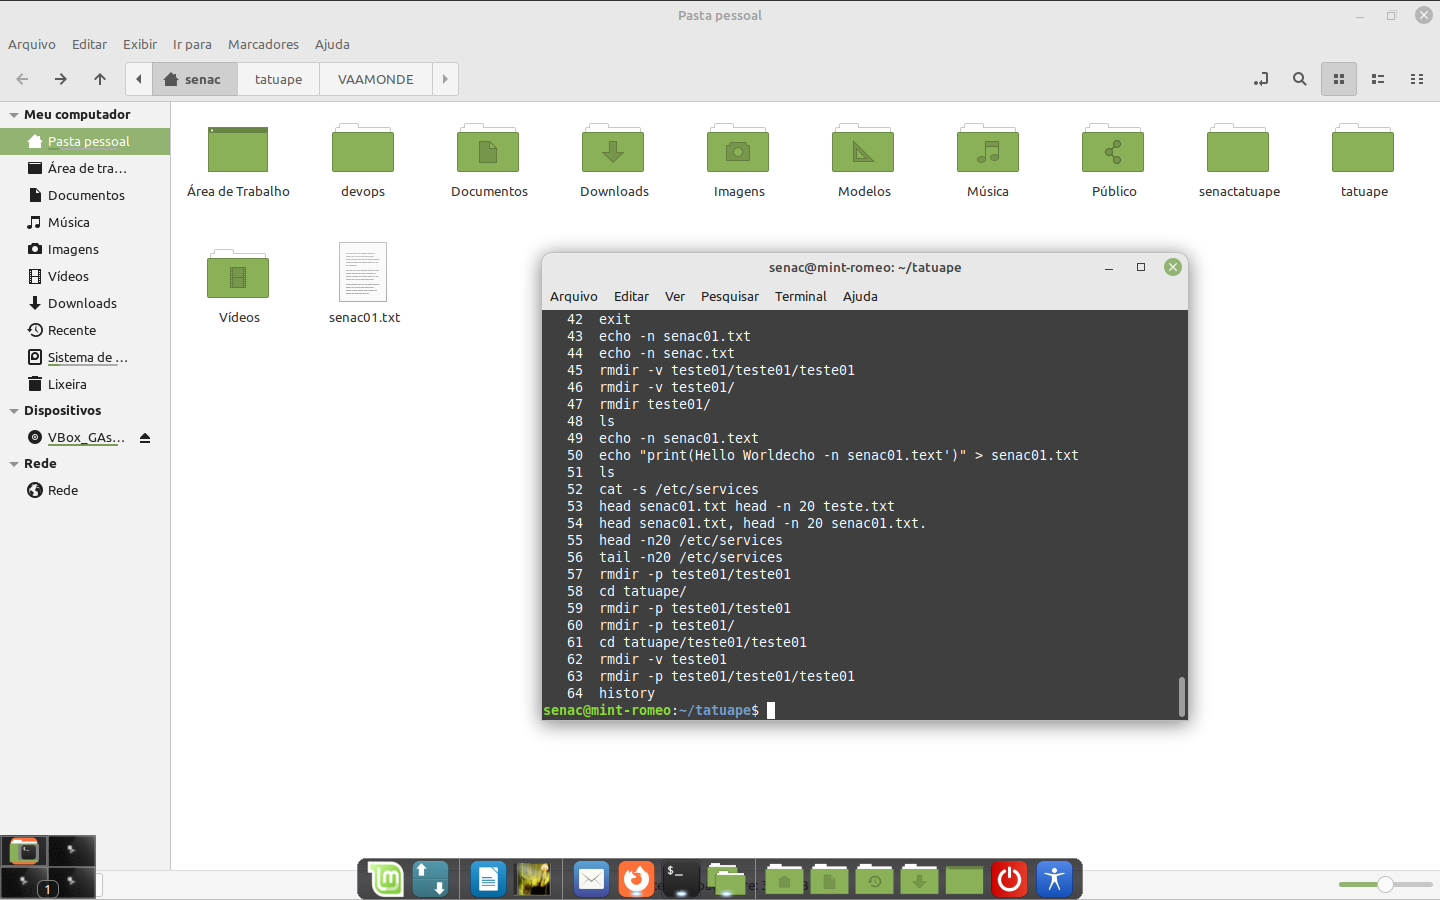 Pasta pessoal
Arquivo Editar Exibir Ir para Marcadores Ajuda
senac tatuape VAAMONDE
Meu computador
Pasta pessoal
Área de tra...
Documentos
Música
Imagens
Vídeos
Downloads
Recente
Sistema de ...
Lixeira
Dispositivos
VBox_GAs...
Rede
Rede
Área de Trabalho devops Documentos Downloads Imagens Modelos Música Público senactatuape tatuape
Vídeos senac01.txt
senac@mint-romeo: ~/tatuape
Arquivo Editar Ver Pesquisar Terminal Ajuda
42 exit
43 echo -n senac01.txt
44 echo -n senac.txt
45 rmdir -v teste01/teste01/teste01
46 rmdir -v teste01/
47 rmdir teste01/
48 ls
49 echo -n senac01.text
50 echo "print(Hello Worldecho -n senac01.text')" > senac01.txt
51 ls
52 cat -s /etc/services
53 head senac01.txt head -n 20 teste.txt
54 head senac01.txt, head -n 20 senac01.txt.
55 head -n20 /etc/services
56 tail -n20 /etc/services
57 rmdir -p teste01/teste01
58 cd tatuape/
59 rmdir -p teste01/teste01
60 rmdir -p teste01/
61 cd tatuape/teste01/teste01
62 rmdir -v teste01
63 rmdir -p teste01/teste01/teste01
64 history
senac@mint-romeo:~/tatuape$
1
$_